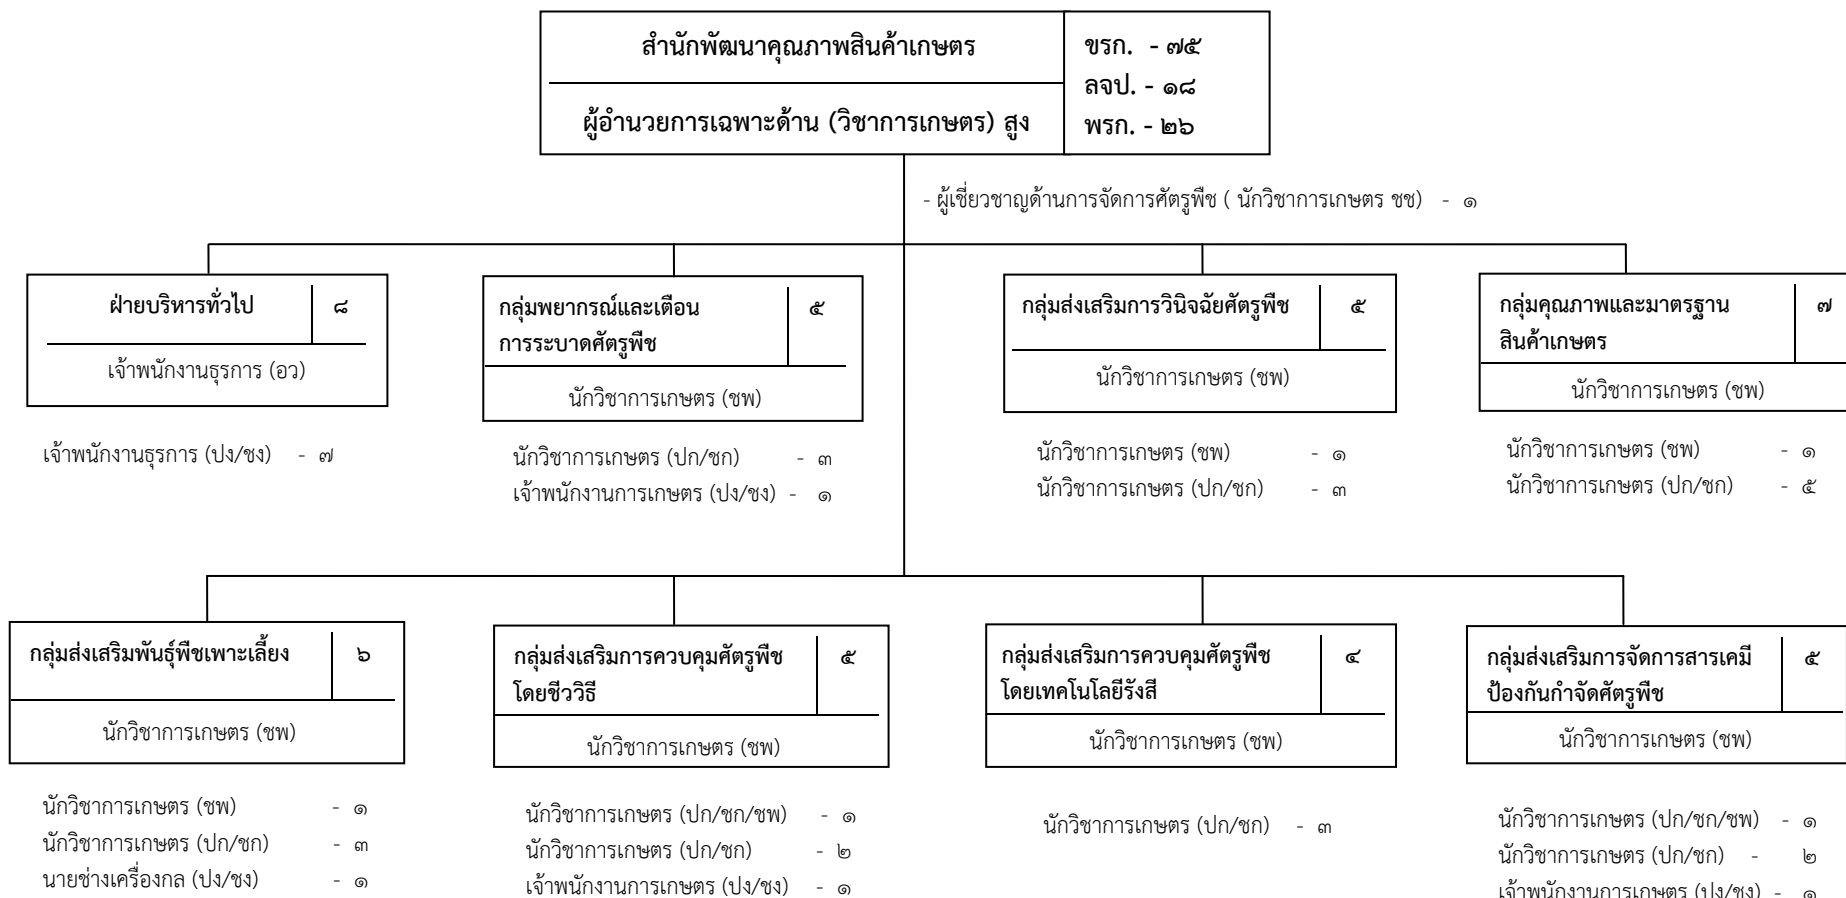 สำนักพัฒนาคุณภาพสินค้าเกษตร
ผู้อำนวยการเฉพาะด้าน (วิชาการเกษตร) สูง
ขรก. - ๗๕
ลจป. - ๑๘
พรก. - ๒๖
- ผู้เชี่ยวชาญด้านการจัดการศัตรูพืช ( นักวิชาการเกษตร ชช) - ๑
ฝ่ายบริหารทั่วไป ๘
เจ้าพนักงานธุรการ (อว)
เจ้าพนักงานธุรการ (ปง/ชง) - ๗
กลุ่มพยากรณ์และเตือน ๕
การระบาดศัตรูพืช
นักวิชาการเกษตร (ชพ)
นักวิชาการเกษตร (ปก/ชก) - ๓
เจ้าพนักงานการเกษตร (ปง/ชง) - ๑
กลุ่มส่งเสริมการวินิจฉัยศัตรูพืช ๕
นักวิชาการเกษตร (ชพ)
นักวิชาการเกษตร (ชพ) - ๑
นักวิชาการเกษตร (ปก/ชก) - ๓
กลุ่มคุณภาพและมาตรฐาน ๗
สินค้าเกษตร
นักวิชาการเกษตร (ชพ)
นักวิชาการเกษตร (ชพ) - ๑
นักวิชาการเกษตร (ปก/ชก) - ๕
กลุ่มส่งเสริมพันธุ์พืชเพาะเลี้ยง ๖
นักวิชาการเกษตร (ชพ)
นักวิชาการเกษตร (ชพ) - ๑
นักวิชาการเกษตร (ปก/ชก) - ๓
นายช่างเครื่องกล (ปง/ชง) - ๑
กลุ่มส่งเสริมการควบคุมศัตรูพืช ๕
โดยชีววิธี
นักวิชาการเกษตร (ชพ)
นักวิชาการเกษตร (ปก/ชก/ชพ) - ๑
นักวิชาการเกษตร (ปก/ชก) - ๒
เจ้าพนักงานการเกษตร (ปง/ชง) - ๑
กลุ่มส่งเสริมการควบคุมศัตรูพืช ๔
โดยเทคโนโลยีรังสี
นักวิชาการเกษตร (ชพ)
นักวิชาการเกษตร (ปก/ชก) - ๓
กลุ่มส่งเสริมการจัดการสารเคมี ๕
ป้องกันกำจัดศัตรูพืช
นักวิชาการเกษตร (ชพ)
นักวิชาการเกษตร (ปก/ชก/ชพ) - ๑
นักวิชาการเกษตร (ปก/ชก) - ๒
เจ้าพนักงานการเกษตร (ปง/ชง) - ๑